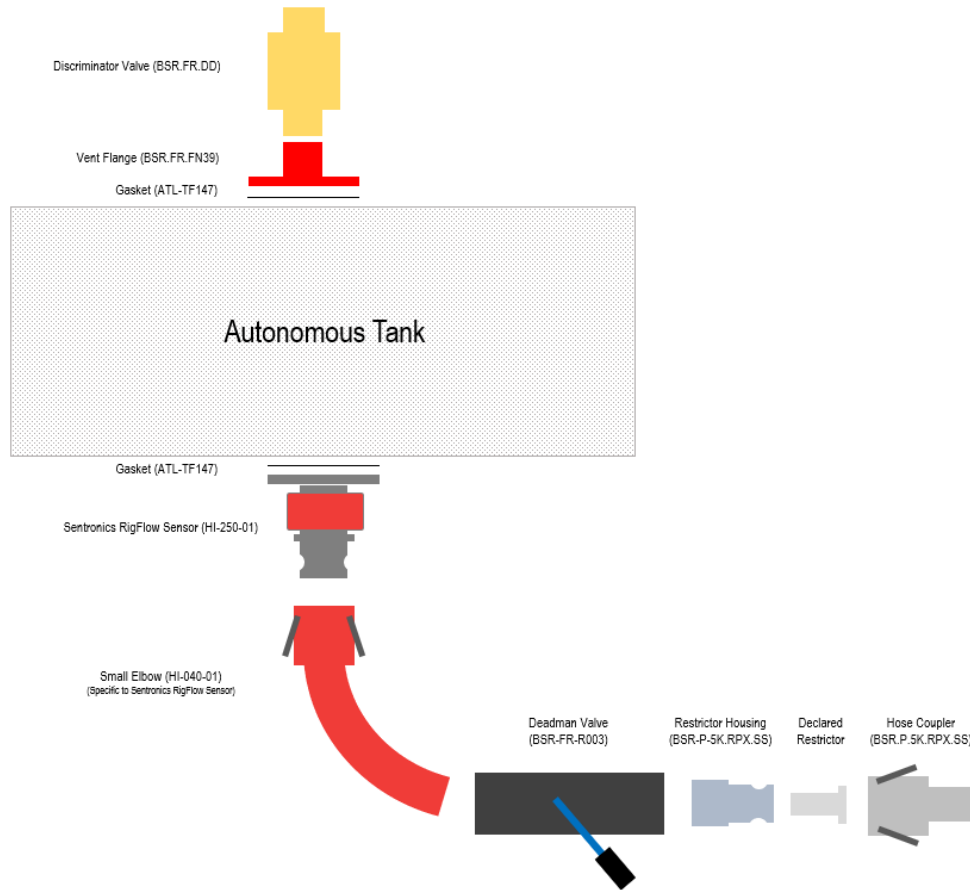 Discriminator Valve (BSR.FR.DD)
Vent Flange (BSR.FR.FN39)
Gasket (ATL-TF147)
Autonomous Tank
Gasket (ATL-TF147)
Sentronics RigFlow Sensor (HI-250-01)
Small Elbow (HI-040-01)
(Specific to Sentronics RigFlow Sensor)
Deadman Valve
(BSR-FR-R003)
Restrictor Housing
(BSR-P-5K.RPX.SS)
Declared
Restrictor
Hose Coupler
(BSR.P.5K.RPX.SS)